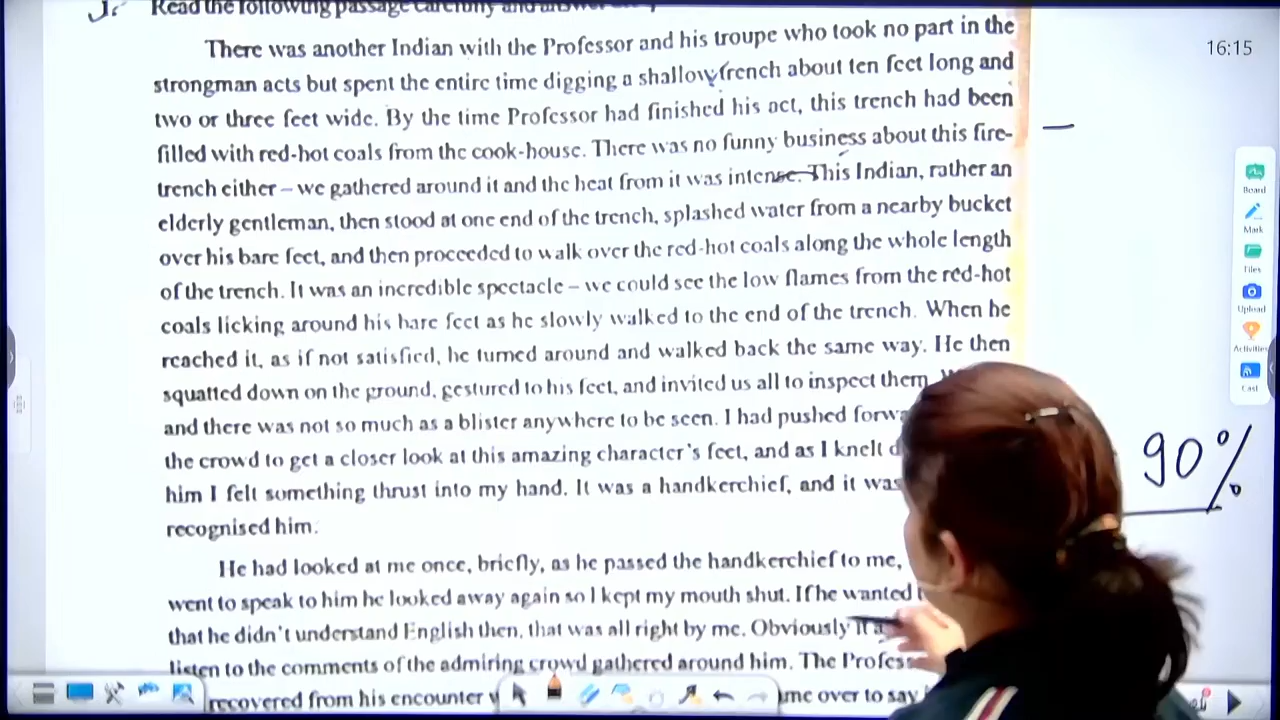 Read the following passage carefully and
There was another Indian with the Professor and his troupe who took no part in the
16:15
strongman acts but spent the entire time digging a shallow trench about ten feet long and
two or three feet wide. By the time Professor had finished his act, this trench had been
filled with red-hot coals from the cook-house. There was no funny business about this fire-
trench either – we gathered around it and the heat from it was intense. This Indian, rather an
elderly gentleman, then stood at one end of the trench, splashed water from a nearby bucket
over his bare feet, and then proceeded to walk over the red-hot coals along the whole length
of the trench. It was an incredible spectacle – we could see the low flames from the red-hot
coals licking around his bare feet as he slowly walked to the end of the trench. When he
reached it, as if not satisfied, he turned around and walked back the same way. He then
squatted down on the ground, gestured to his feet, and invited us all to inspect them.
and there was not so much as a blister anywhere to be seen. I had pushed
the crowd to get a closer look at this amazing character's feet, and as I knelt
him I felt something thrust into my hand. It was a handkerchief, and it was
recognised him.
90%
He had looked at me once, briefly, as he passed the handkerchief to me,
went to speak to him he looked away again so I kept my mouth shut. If he wanted
that he didn't understand English then, that was all right by me. Obviously it
listen to the comments of the admiring crowd gathered around him. The
recovered from his encounter
over to say
Board
Mark
Files
Upload
Activities
Cast